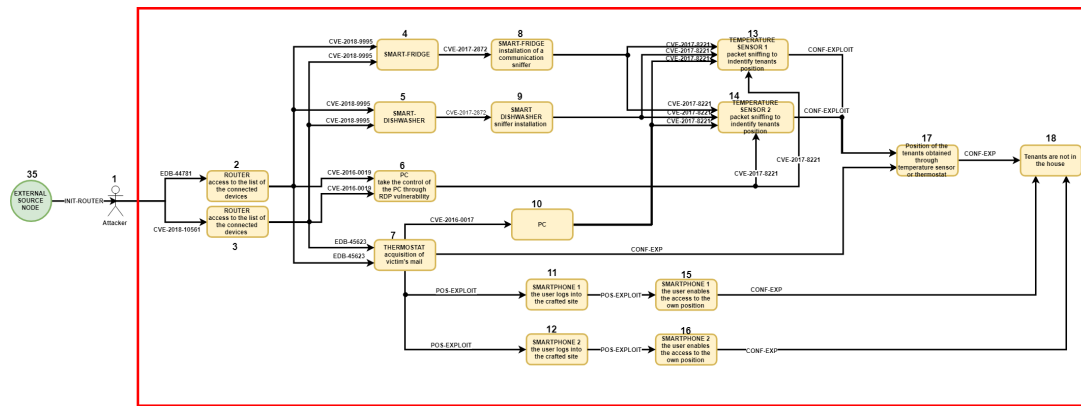 35
EXTERNAL
SOURCE
NODE
INIT-ROUTER
1
Attacker
EDB-44781
CVE-2018-10561
2
ROUTER
access to the list of
the connected
devices
ROUTER
access to the list of
the connected
devices
3
CVE-2018-9995
CVE-2018-9995
4
SMART-FRIDGE
CVE-2017-2872
8
SMART-FRIDGE
installation of a
communication
sniffer
CVE-2018-9995
CVE-2018-9995
5
SMART-
DISHWASHER
CVE-2017-2872
9
SMART
DISHWASHER
sniffer installation
CVE-2016-0019
CVE-2016-0019
6
PC
take the control of
the PC through
RDP vulnerability
EDB-45623
EDB-45623
7
THERMOSTAT
acquisition of
victim's mail
CVE-2016-0017
10
PC
CONF-EXP
CVE-2017-8221
CVE-2017-8221
CVE-2017-8221
13
TEMPERATURE
SENSOR 1
packet sniffing to
indentify tenants
position
CONF-EXPLOIT
CVE-2017-8221
CVE-2017-8221
CVE-2017-8221
14
TEMPERATURE
SENSOR 2
packet sniffing to
indentify tenants
position
CONF-EXPLOIT
CVE-2017-8221
CVE-2017-8221
17
Position of the
tenants obtained
through
temperature sensor
or thermostat
CONF-EXP
18
Tenants are not in
the house
POS-EXPLOIT
11
SMARTPHONE 1
the user logs into
the crafted site
POS-EXPLOIT
15
SMARTPHONE 1
the user enables
the access to the
own position
CONF-EXP
POS-EXPLOIT
12
SMARTPHONE 2
the user logs into
the crafted site
POS-EXPLOIT
16
SMARTPHONE 2
the user enables
the access to the
own position
CONF-EXP